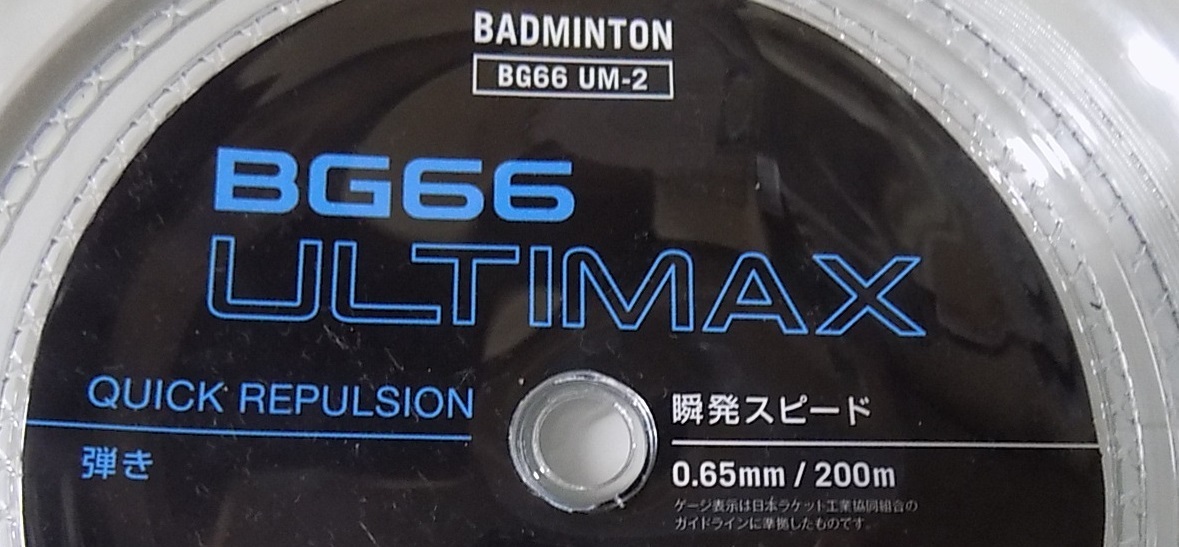 BADMINTON
BG66 UM-2
BG66
ULTIMAX
QUICK REPULSION
弾き
瞬発スピード
0.65mm / 200m
ゲージ表示は日本ラケット工業協同組合の
ガイドラインに準拠したものです。